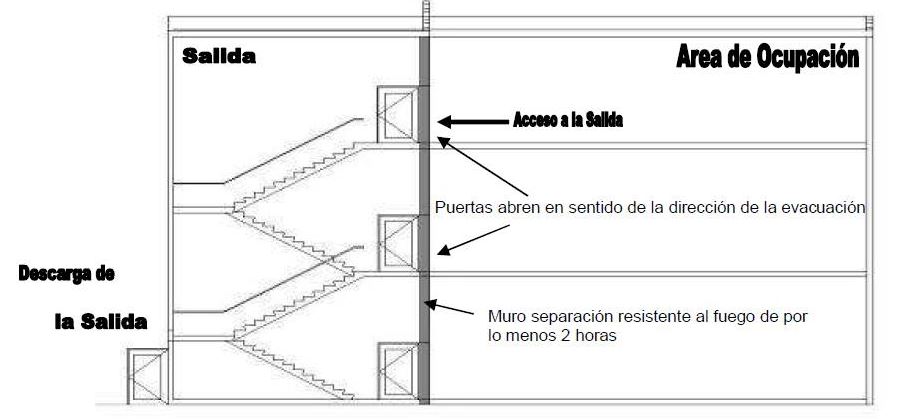 Salida
Area de Ocupación
Acceso a la Salida
Puertas abren en sentido de la dirección de la evacuación
Descarga de
la Salida
Muro separación resistente al fuego de por
lo menos 2 horas